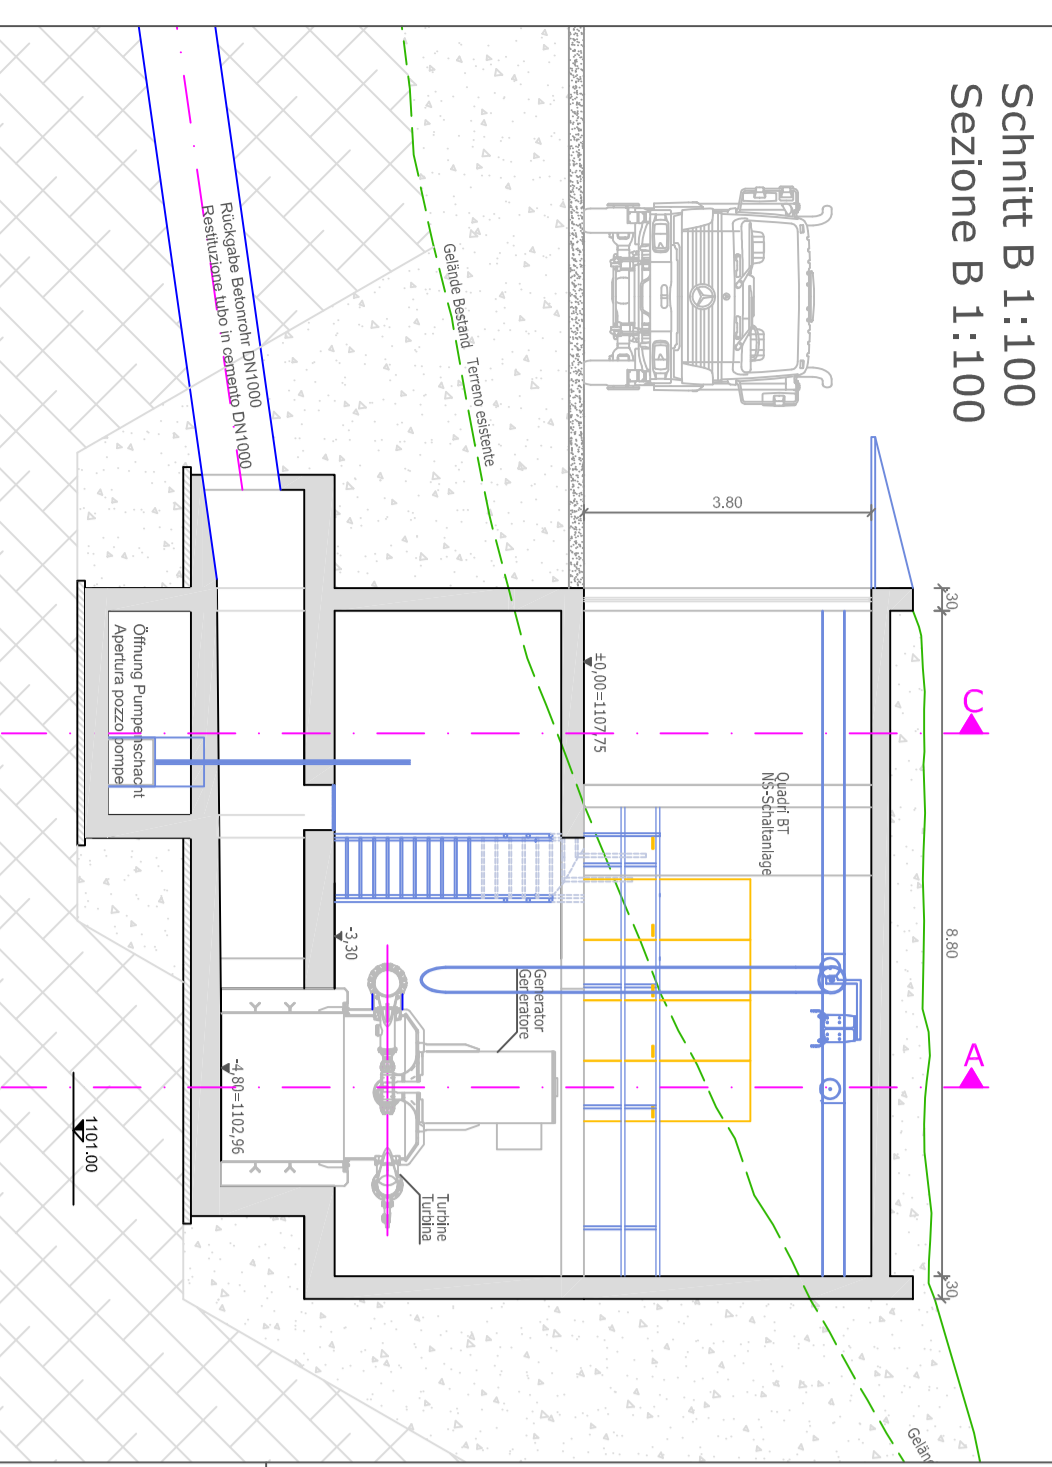 Schnitt B 1:100
Sezione B 1:100
3.80
30
8.80
30
C
A
Quadri BT
NS-Schaltanlage
±0,00=1107,75
Gelände Bestand Terreno esistente
Rückgabe Betonrohr DN1000
Restituzione tubo in cemento DN1000
Öffnung Pumpenschacht
Apertura pozzo pompe
-3,30
Generator
Generatore
Turbine
Turbina
-4,80=1102,96
1101.00